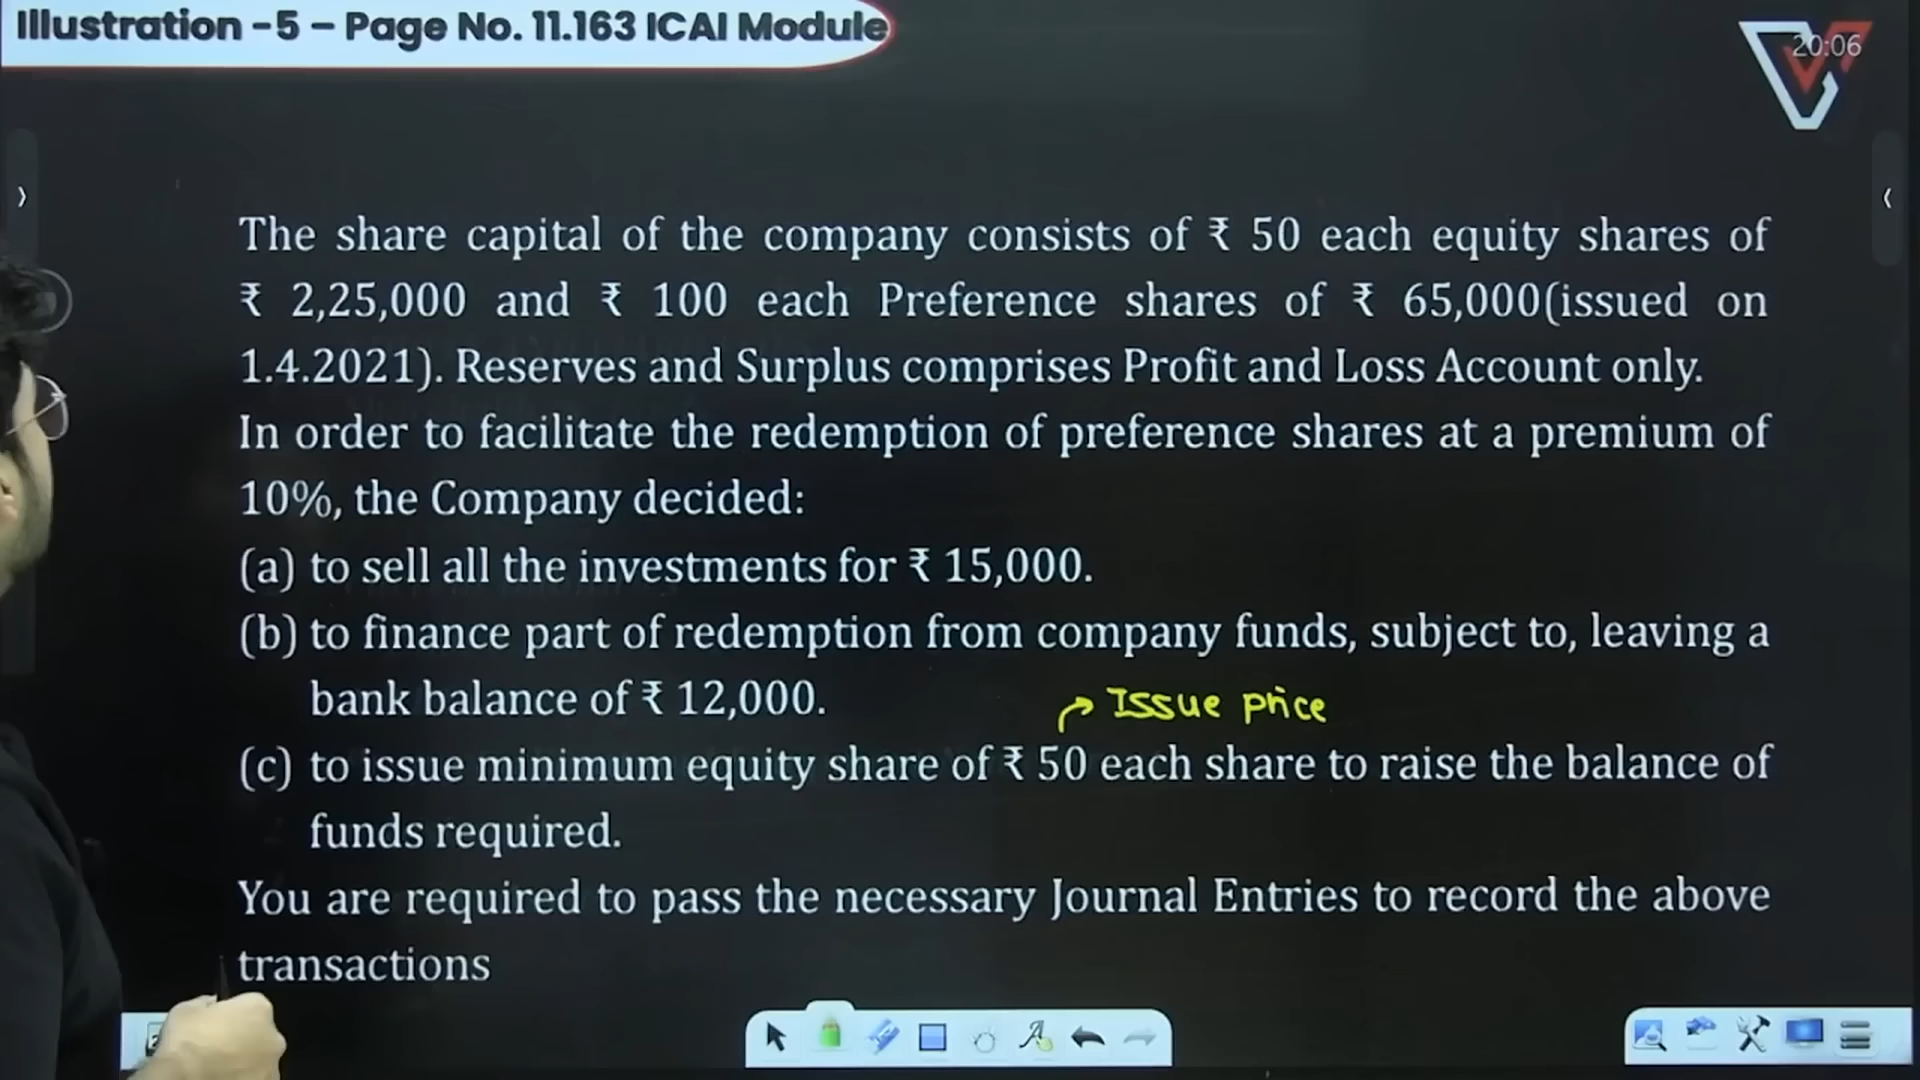 Illustration -5 – Page No. 11.163 ICAI Module
20:06
The share capital of the company consists of ₹ 50 each equity shares of
₹ 2,25,000 and ₹ 100 each Preference shares of ₹ 65,000(issued on
1.4.2021). Reserves and Surplus comprises Profit and Loss Account only.
In order to facilitate the redemption of preference shares at a premium of
10%, the Company decided:
(a) to sell all the investments for ₹ 15,000.
(b) to finance part of redemption from company funds, subject to, leaving a
bank balance of ₹ 12,000.
Issue price
(c) to issue minimum equity share of ₹ 50 each share to raise the balance of
funds required.
You are required to pass the necessary Journal Entries to record the above
transactions